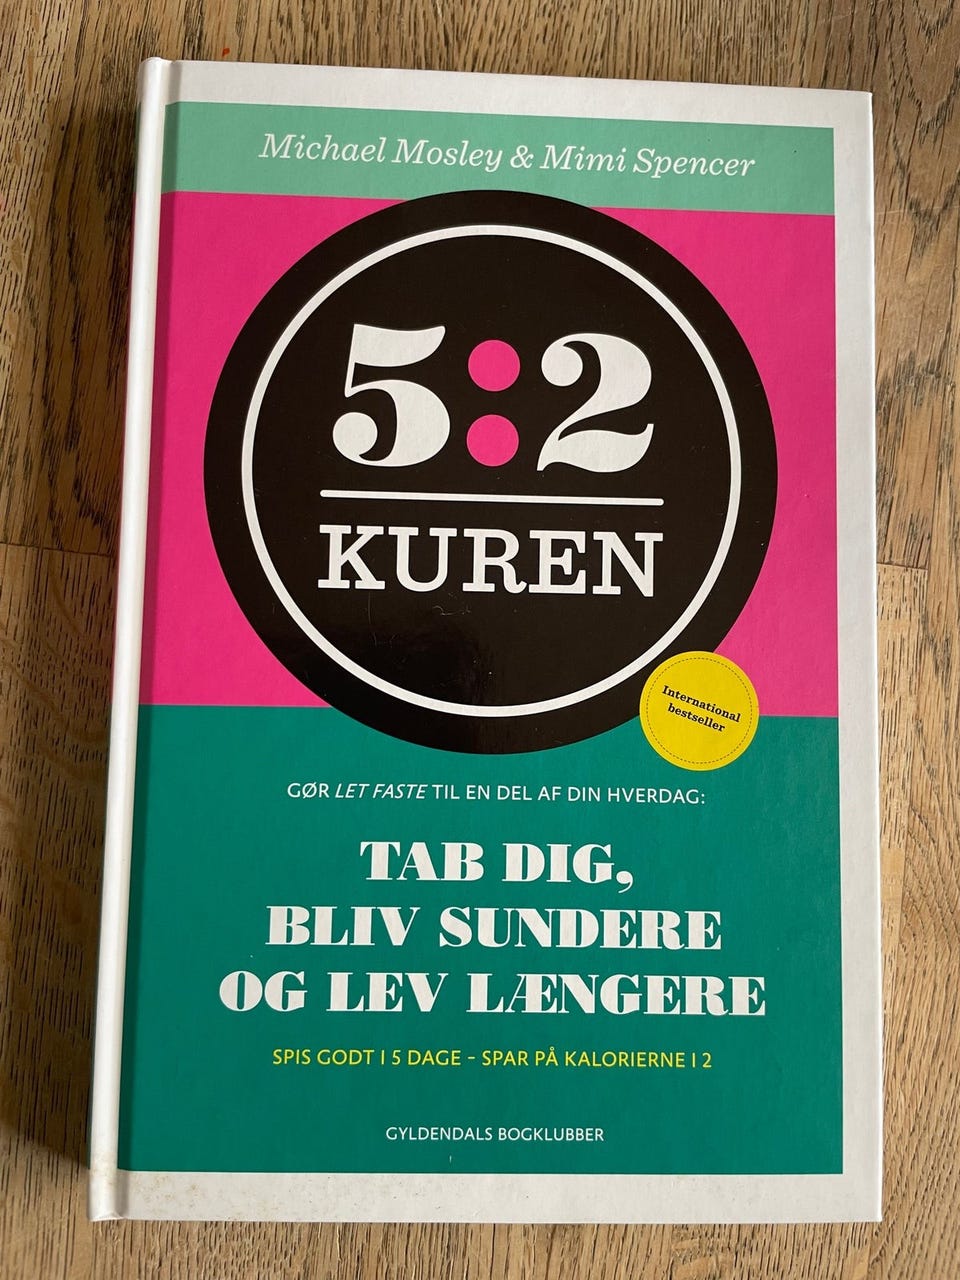 Michael Mosley & Mimi Spencer
5:2
KUREN
International
bestseller
GØR LET FASTE TIL EN DEL AF DIN HVERDAG:
TAB DIG,
BLIV SUNDERE
OG LEV LÆNGERE
SPIS GODT I 5 DAGE - SPAR PÅ KALORIERNE I 2
GYLDENDALS BOGKLUBBER